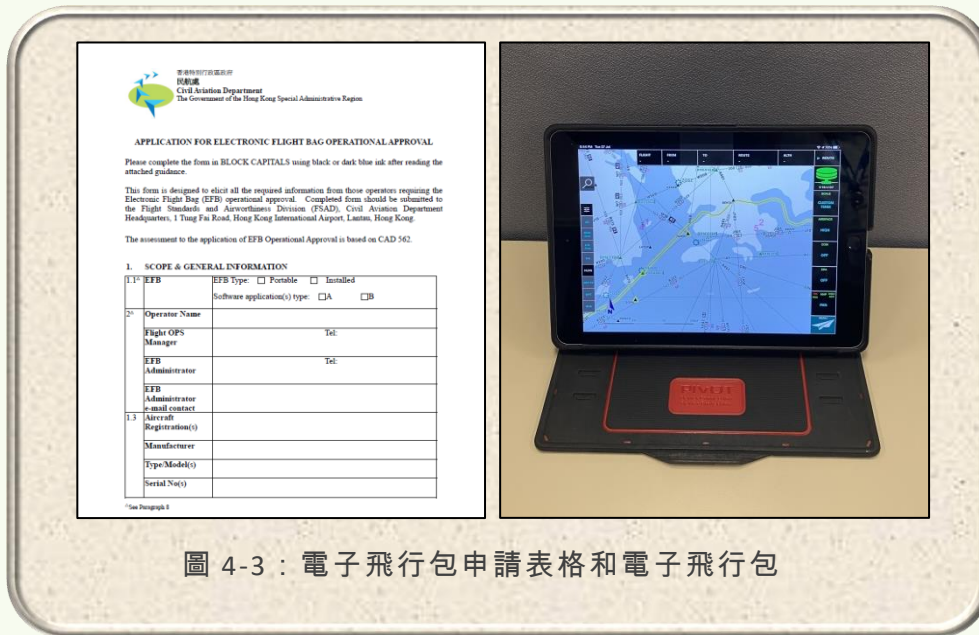 香港特別行政區政府
民航處
Civil Aviation Department
The Government of the Hong Kong Special Administrative Region
APPLICATION FOR ELECTRONIC FLIGHT BAG OPERATIONAL APPROVAL
Please complete the form in BLOCK CAPITALS using black or dark blue ink after reading the
attached guidance.
This form is designed to elicit all the required information from those operators requiring the
Electronic Flight Bag (EFB) operational approval. Completed form should be submitted to
the Flight Standards and Airworthiness Division (FSAD), Civil Aviation Department
Headquarters, 1 Tung Fai Road, Hong Kong International Airport, Lantau, Hong Kong.
The assessment to the application of EFB Operational Approval is based on CAD 562.
1. SCOPE & GENERAL INFORMATION
1.1^ EFB EFB Type: ☐ Portable ☐ Installed
Software application(s) type: ☐A ☐B
2^ Operator Name
Flight OPS Tel:
Manager
EFB Tel:
Administrator
EFB
Administrator
e-mail contact
1.3 Aircraft
Registration(s)
Manufacturer
Type/Model(s)
Serial No(s)
^See Paragraph 8
FLIGHT FROM TO ROUTE ALTN
PIVOT
圖 4-3：電子飛行包申請表格和電子飛行包